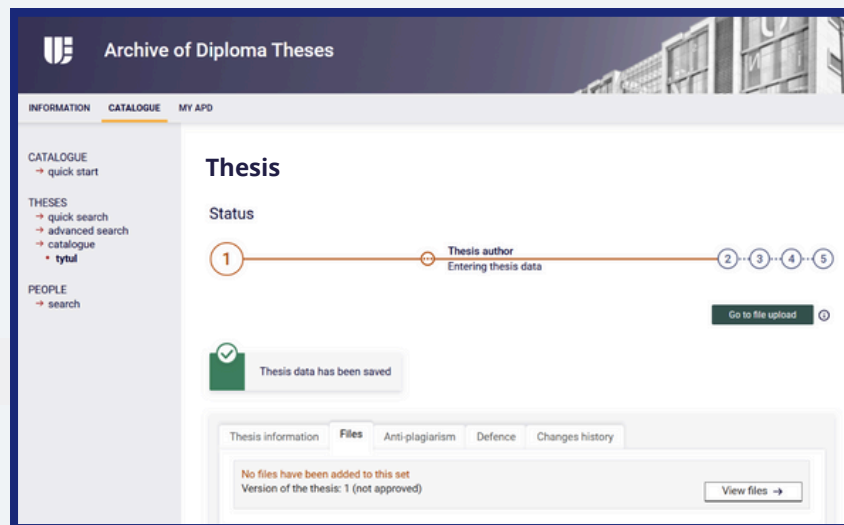 Archive of Diploma Theses
INFORMATION CATALOGUE MY APD
CATALOGUE
→ quick start
THESES
→ quick search
→ advanced search
→ catalogue
• tytul
PEOPLE
→ search
Thesis
Status
1
Thesis author
Entering thesis data
2 3 4 5
Go to file upload
Thesis data has been saved
Thesis information Files Anti-plagiarism Defence Changes history
No files have been added to this set
Version of the thesis: 1 (not approved)
View files →